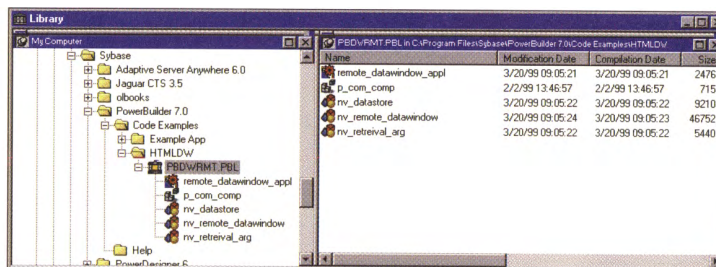 Library
My Computer
Sybase
Adaptive Server Anywhere 6.0
Jaguar CTS 3.5
olbooks
PowerBuilder 7.0
Code Examples
Example App
HTMLDW
PBDWRMT.PBL
remote_datawindow_appl
p_com_comp
nv_datastore
nv_remote_datawindow
nv_retreival_arg
Help
PowerDesigner 6
PBDWRMT.PBL in C:\Program Files\Sybase\PowerBuilder 7.0\Code Examples\HTMLDW
Name Modification Date Compilation Date Size
remote_datawindow_appl 3/20/99 09:05:21 3/20/99 09:05:21 2476
p_com_comp 2/2/99 13:46:57 2/2/99 13:46:57 715
nv_datastore 3/20/99 09:05:22 3/20/99 09:05:22 9210
nv_remote_datawindow 3/20/99 09:05:24 3/20/99 09:05:23 46752
nv_retreival_arg 3/20/99 09:05:22 3/20/99 09:05:22 5440